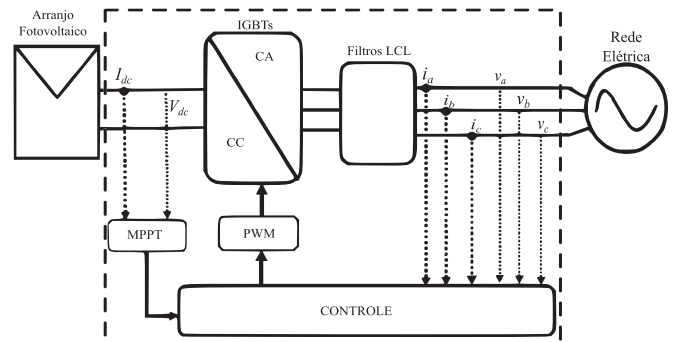 Arranjo
Fotovoltaico
IGBTs
CA
CC
Filtros LCL
Rede
Elétrica
I_dc
V_dc
i_a
i_b
i_c
v_a
v_b
v_c
MPPT
PWM
CONTROLE